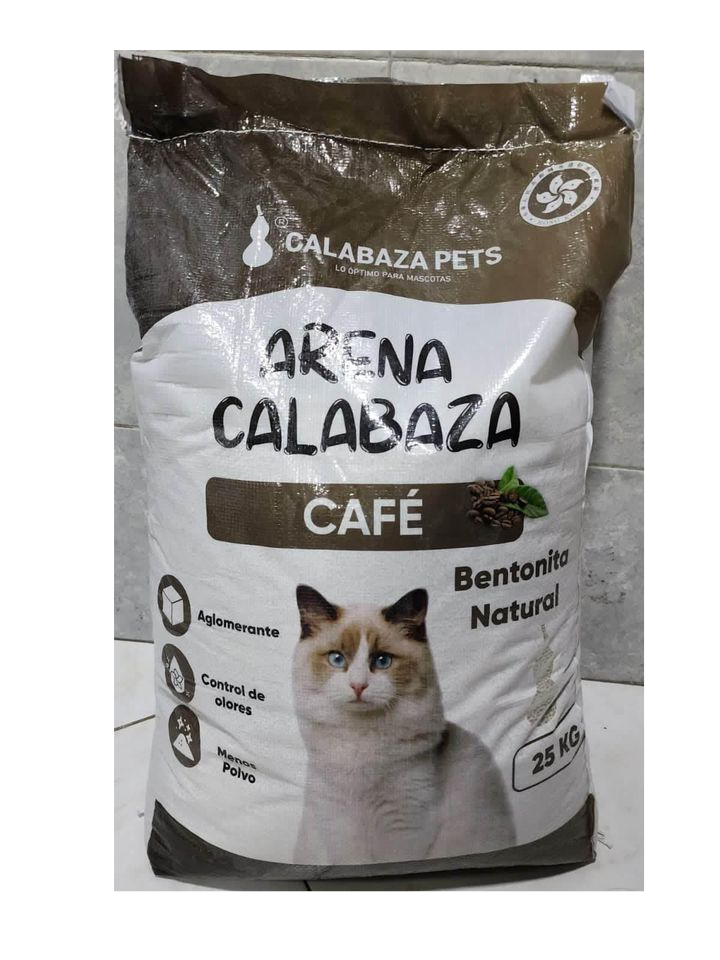 ®
CALABAZA PETS
LO ÓPTIMO PARA MASCOTAS
ARENA
CALABAZA
CAFÉ
Bentonita
Natural
Aglomerante
Control de
olores
Menos
Polvo
25 KG